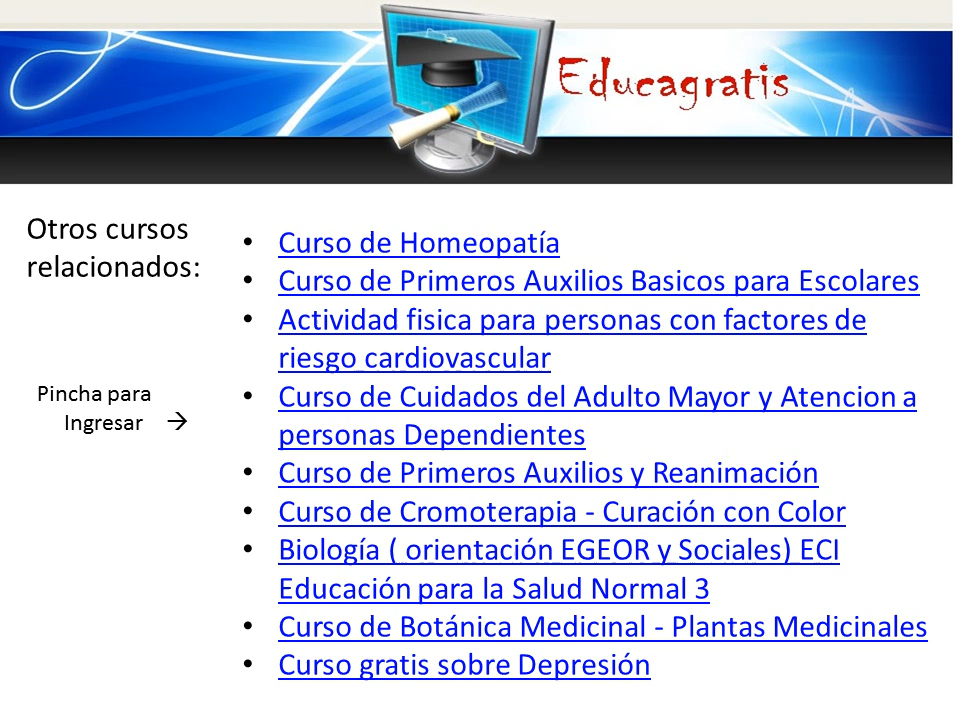 Educagratis
Otros cursos
relacionados:
Pincha para
Ingresar →
• Curso de Homeopatía
• Curso de Primeros Auxilios Basicos para Escolares
• Actividad fisica para personas con factores de
riesgo cardiovascular
• Curso de Cuidados del Adulto Mayor y Atencion a
personas Dependientes
• Curso de Primeros Auxilios y Reanimación
• Curso de Cromoterapia - Curación con Color
• Biología ( orientación EGEOR y Sociales) ECI
Educación para la Salud Normal 3
• Curso de Botánica Medicinal - Plantas Medicinales
• Curso gratis sobre Depresión